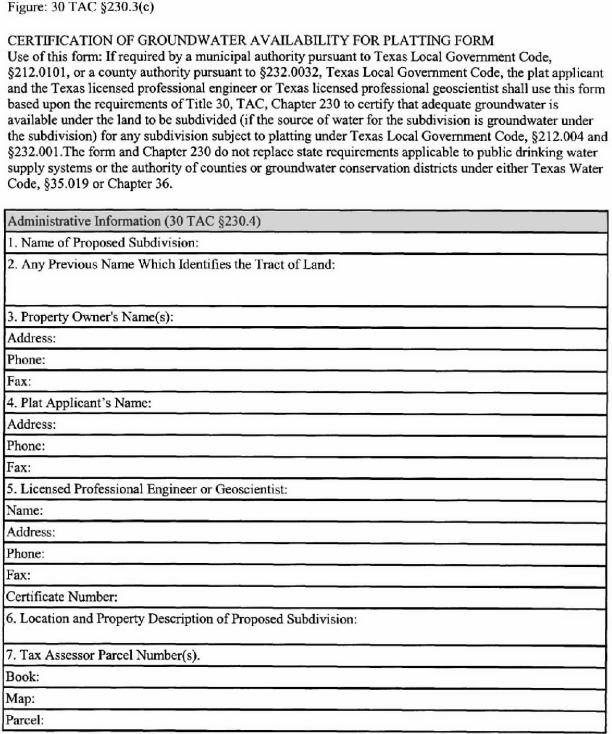 Figure: 30 TAC §230.3(c)
CERTIFICATION OF GROUNDWATER AVAILABILITY FOR PLATTING FORM
Use of this form: If required by a municipal authority pursuant to Texas Local Government Code,
§212.0101, or a county authority pursuant to §232.0032, Texas Local Government Code, the plat applicant
and the Texas licensed professional engineer or Texas licensed professional geoscientist shall use this form
based upon the requirements of Title 30, TAC, Chapter 230 to certify that adequate groundwater is
available under the land to be subdivided (if the source of water for the subdivision is groundwater under
the subdivision) for any subdivision subject to platting under Texas Local Government Code, §212.004 and
§232.001.The form and Chapter 230 do not replace state requirements applicable to public drinking water
supply systems or the authority of counties or groundwater conservation districts under either Texas Water
Code, §35.019 or Chapter 36.
Administrative Information (30 TAC §230.4)
1. Name of Proposed Subdivision:
2. Any Previous Name Which Identifies the Tract of Land:
3. Property Owner's Name(s):
Address:
Phone:
Fax:
4. Plat Applicant's Name:
Address:
Phone:
Fax:
5. Licensed Professional Engineer or Geoscientist:
Name:
Address:
Phone:
Fax:
Certificate Number:
6. Location and Property Description of Proposed Subdivision:
7. Tax Assessor Parcel Number(s).
Book:
Map:
Parcel: